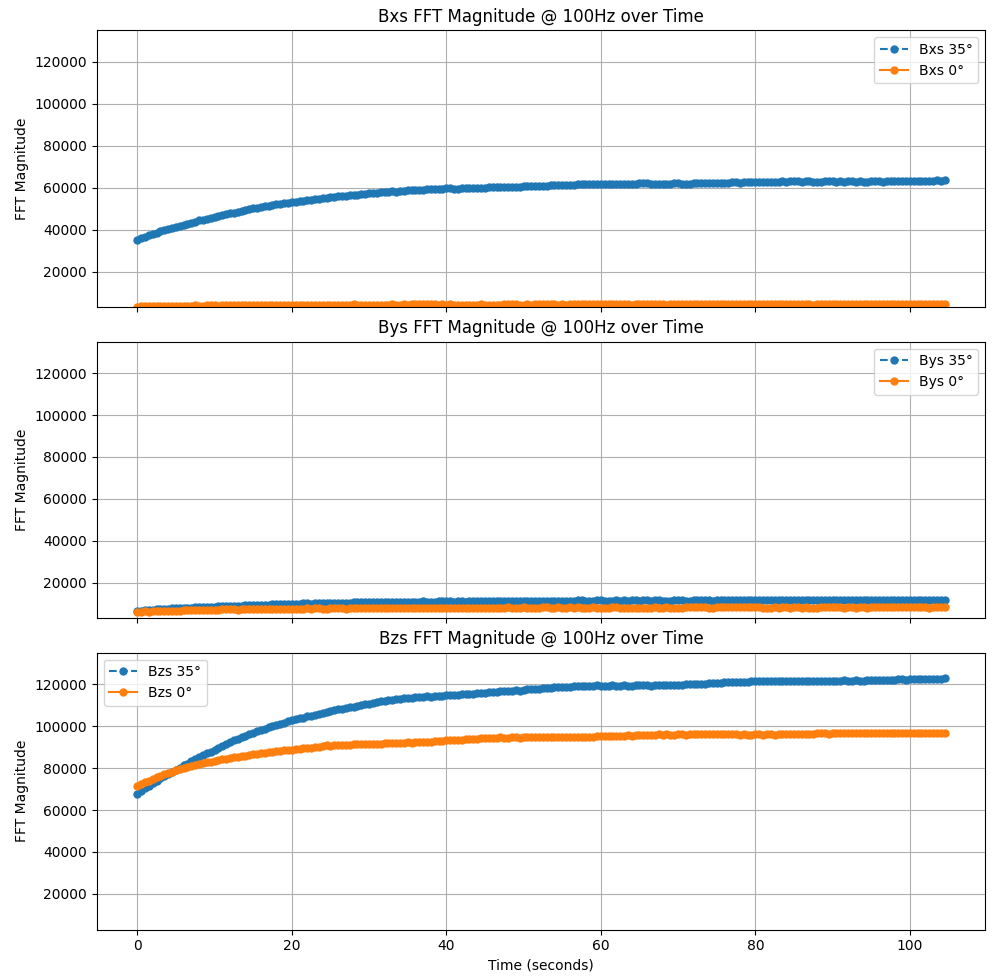 Bxs FFT Magnitude @ 100Hz over Time
120000
100000
80000
60000
40000
20000
FFT Magnitude
Bxs 35°
Bxs 0°
Bys FFT Magnitude @ 100Hz over Time
120000
100000
80000
60000
40000
20000
FFT Magnitude
Bys 35°
Bys 0°
Bzs FFT Magnitude @ 100Hz over Time
120000
100000
80000
60000
40000
20000
FFT Magnitude
Bzs 35°
Bzs 0°
0 20 40 60 80 100
Time (seconds)